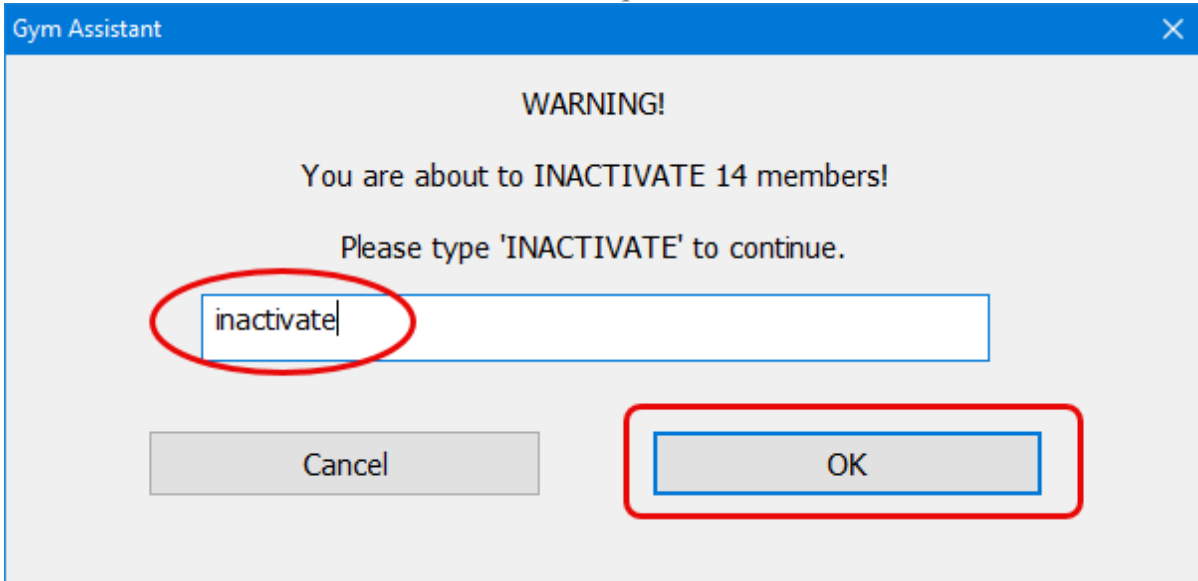 Gym Assistant
WARNING!
You are about to INACTIVATE 14 members!
Please type 'INACTIVATE' to continue.
inactivate
Cancel OK